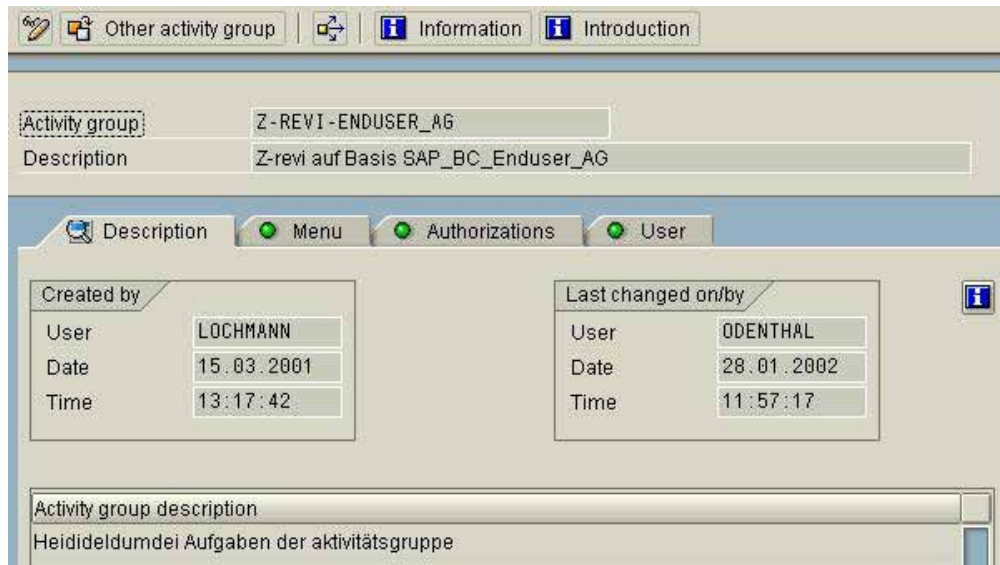 Other activity group Information Introduction
Activity group Z-REVI-ENDUSER_AG
Description Z-revi auf Basis SAP_BC_Enduser_AG
Description Menu Authorizations User
Created by Last changed on/by
User LOCHMANN User ODENTHAL
Date 15.03.2001 Date 28.01.2002
Time 13:17:42 Time 11:57:17
Activity group description
Heidideldumdei Aufgaben der aktivitätsgruppe